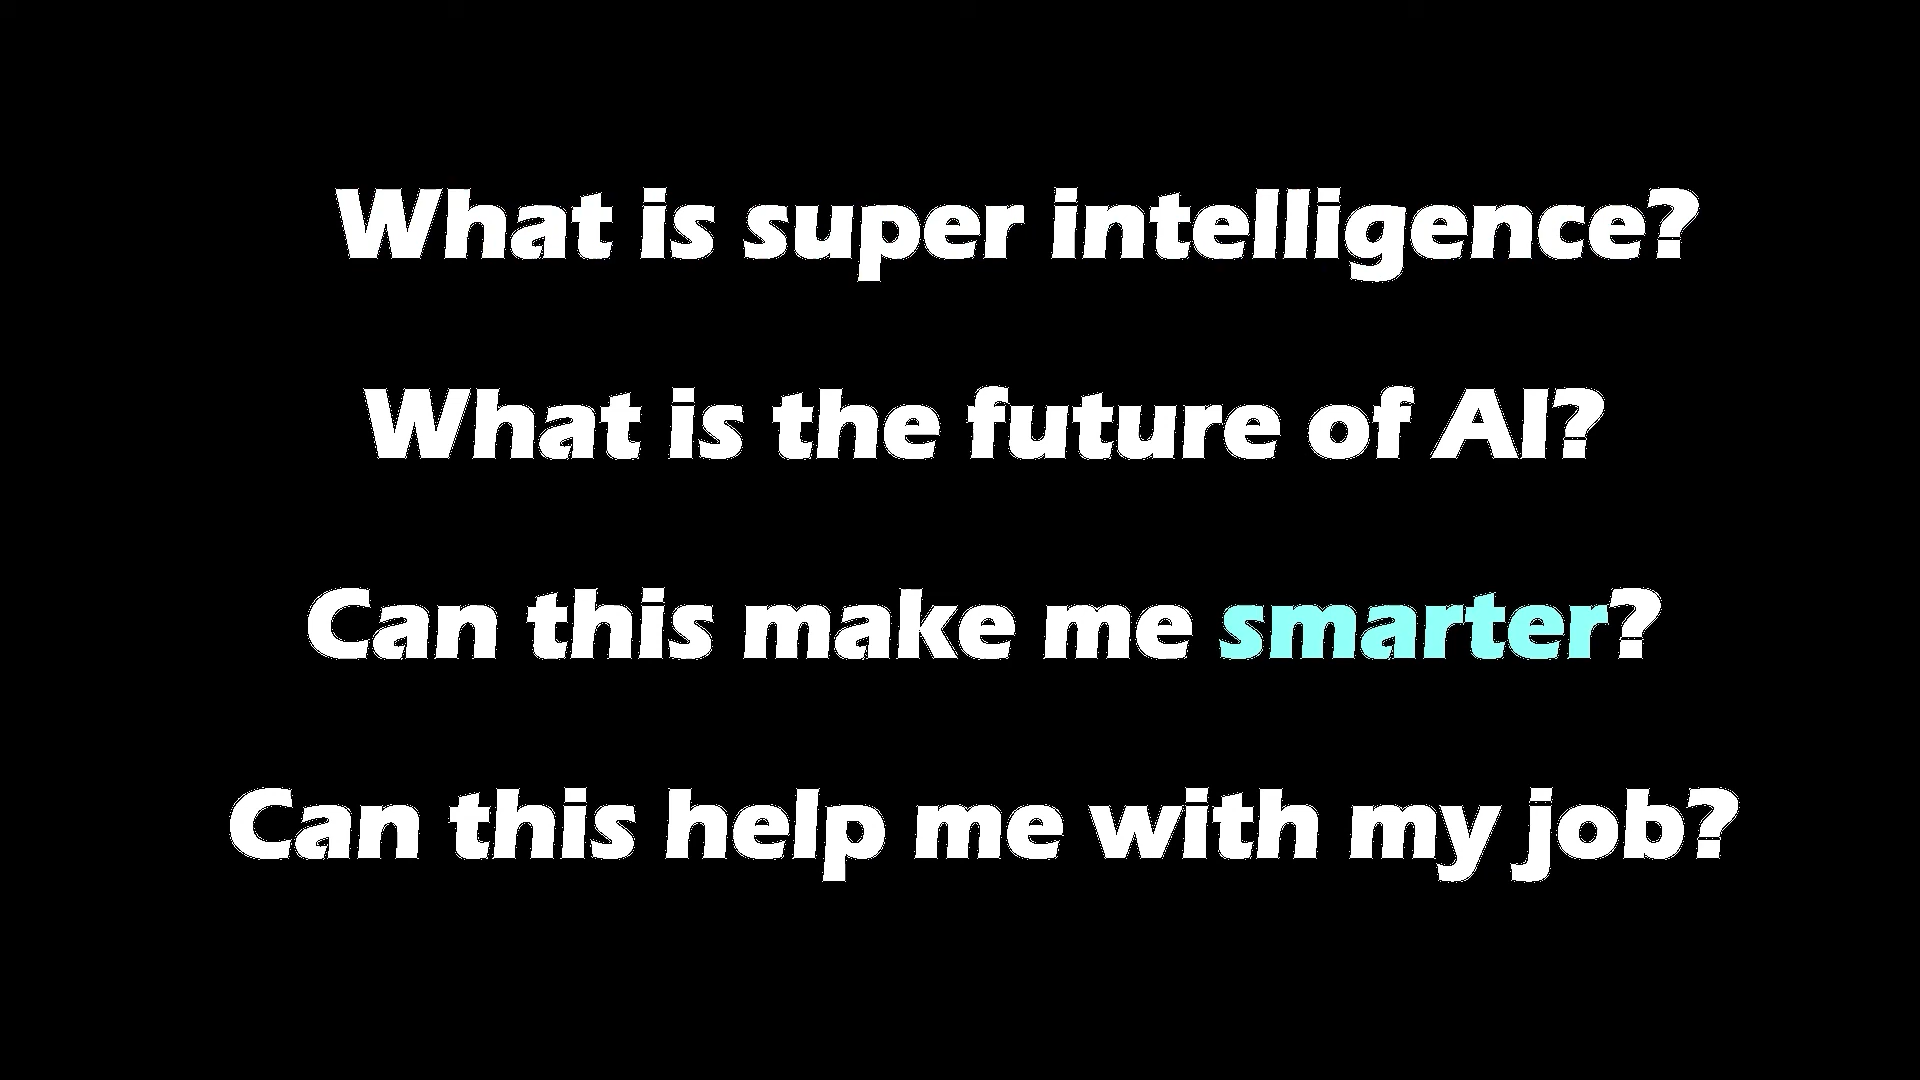 What is super intelligence?
What is the future of AI?
Can this make me smarter?
Can this help me with my job?